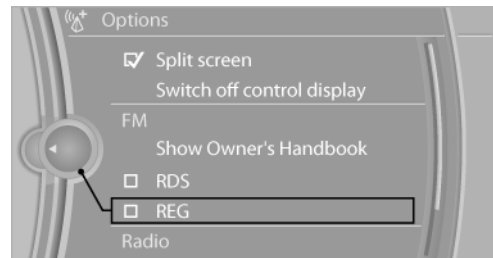 Options
Split screen
Switch off control display
FM
Show Owner's Handbook
RDS
REG
Radio